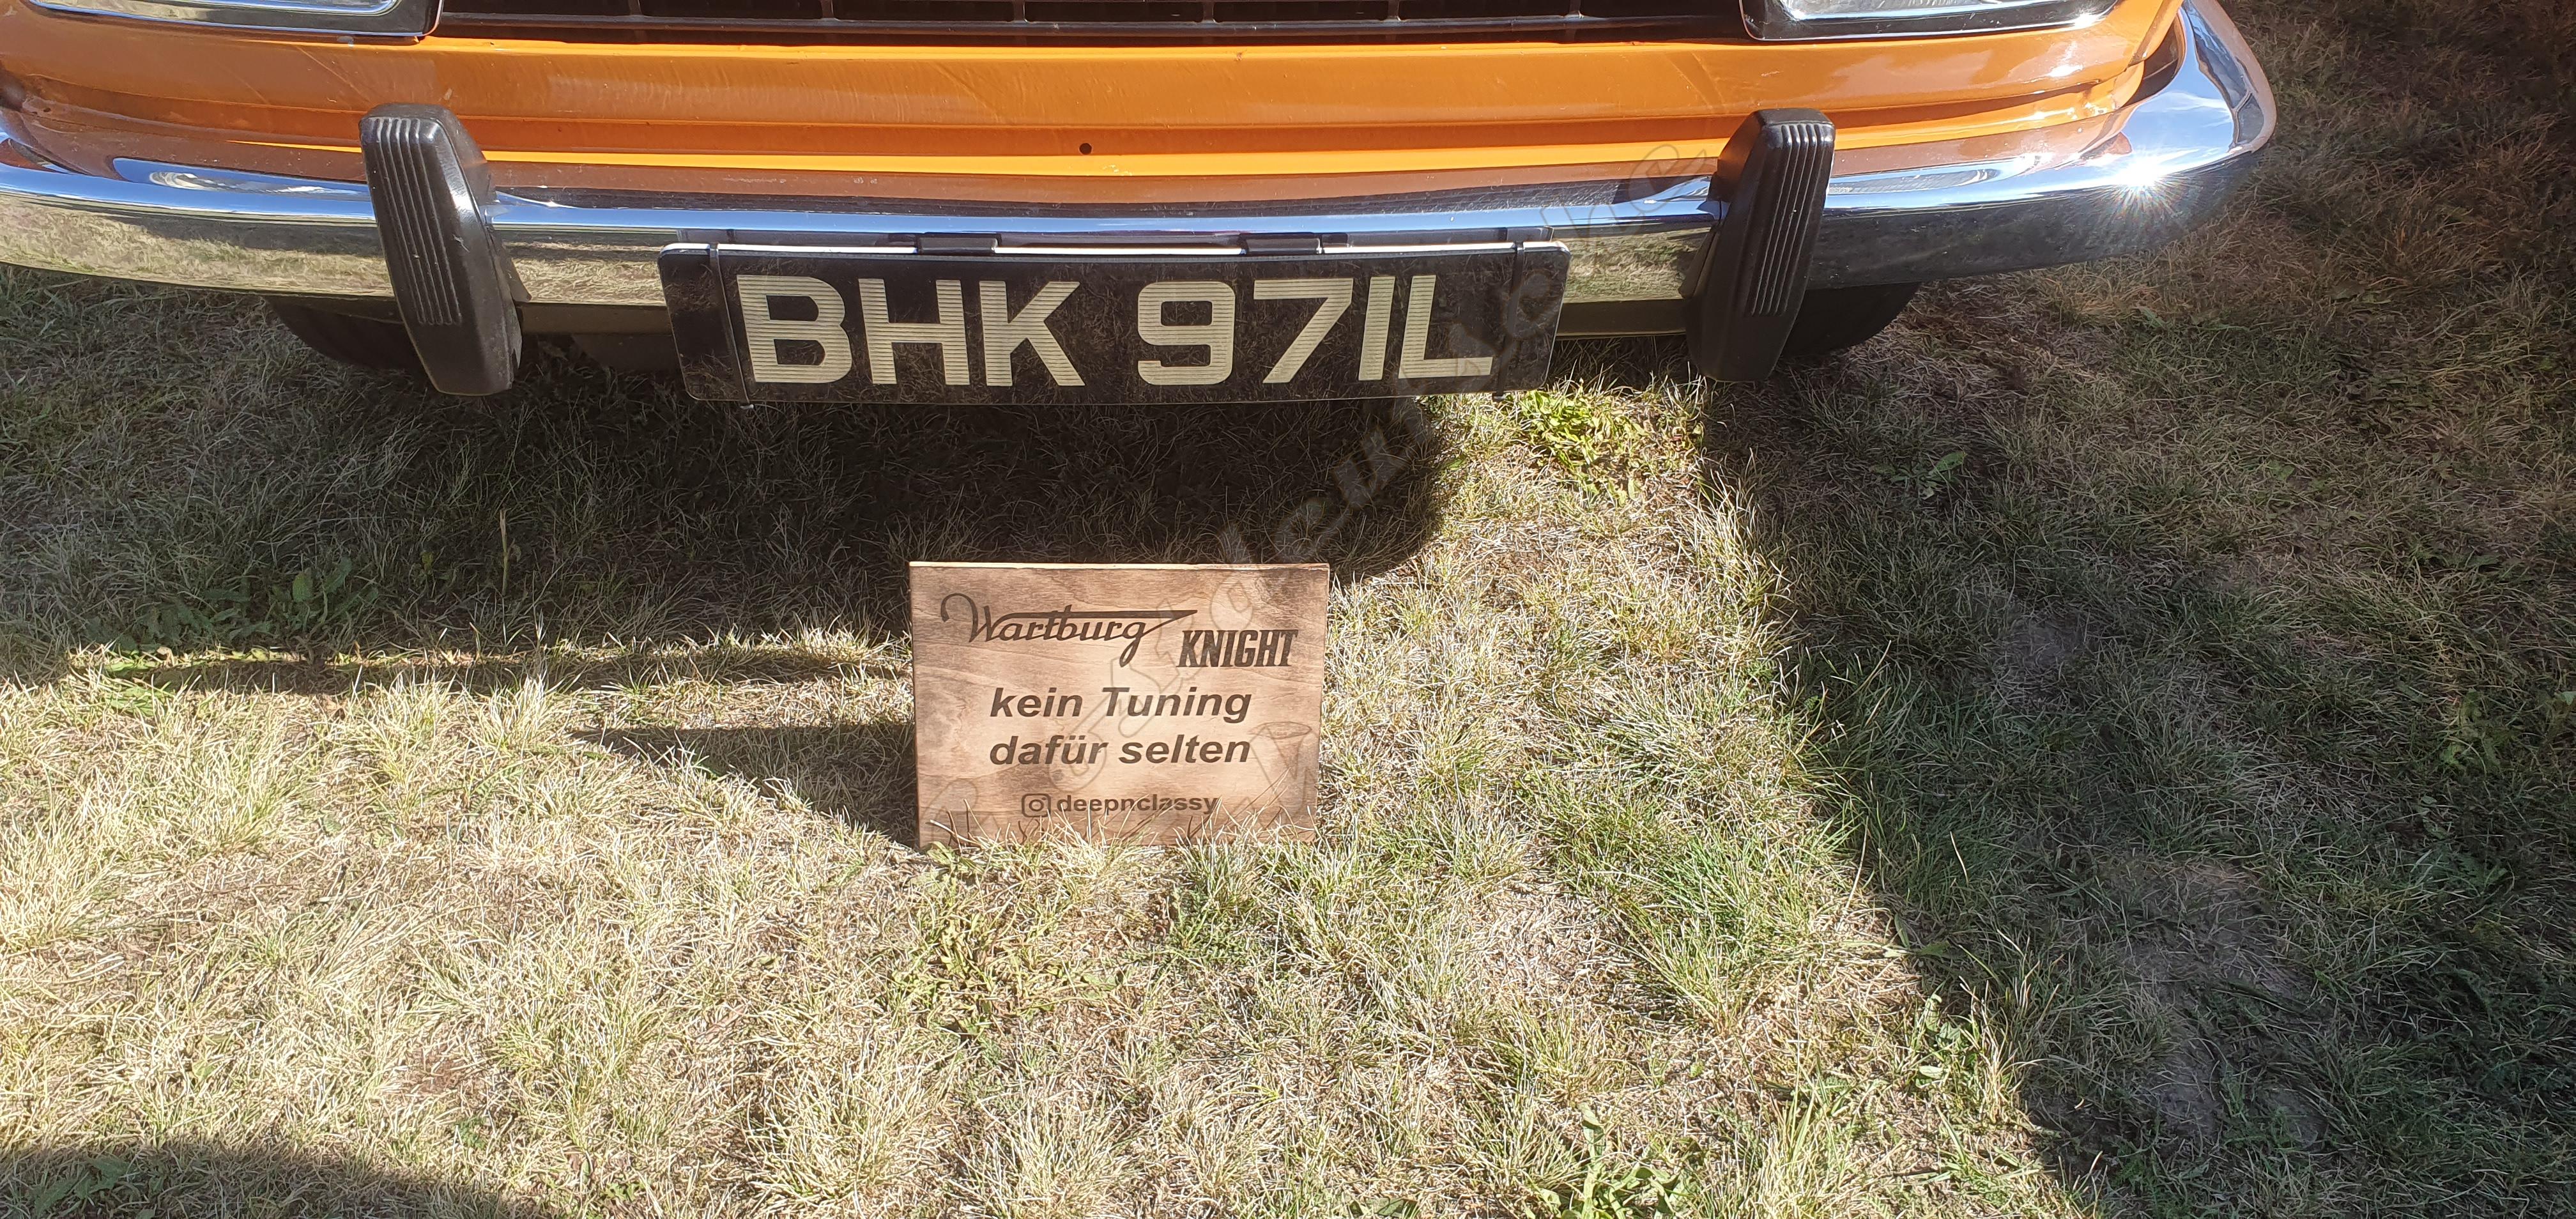 BHK 971L
Wartburg
KNIGHT
kein Tuning
dafür selten
deepnclassy